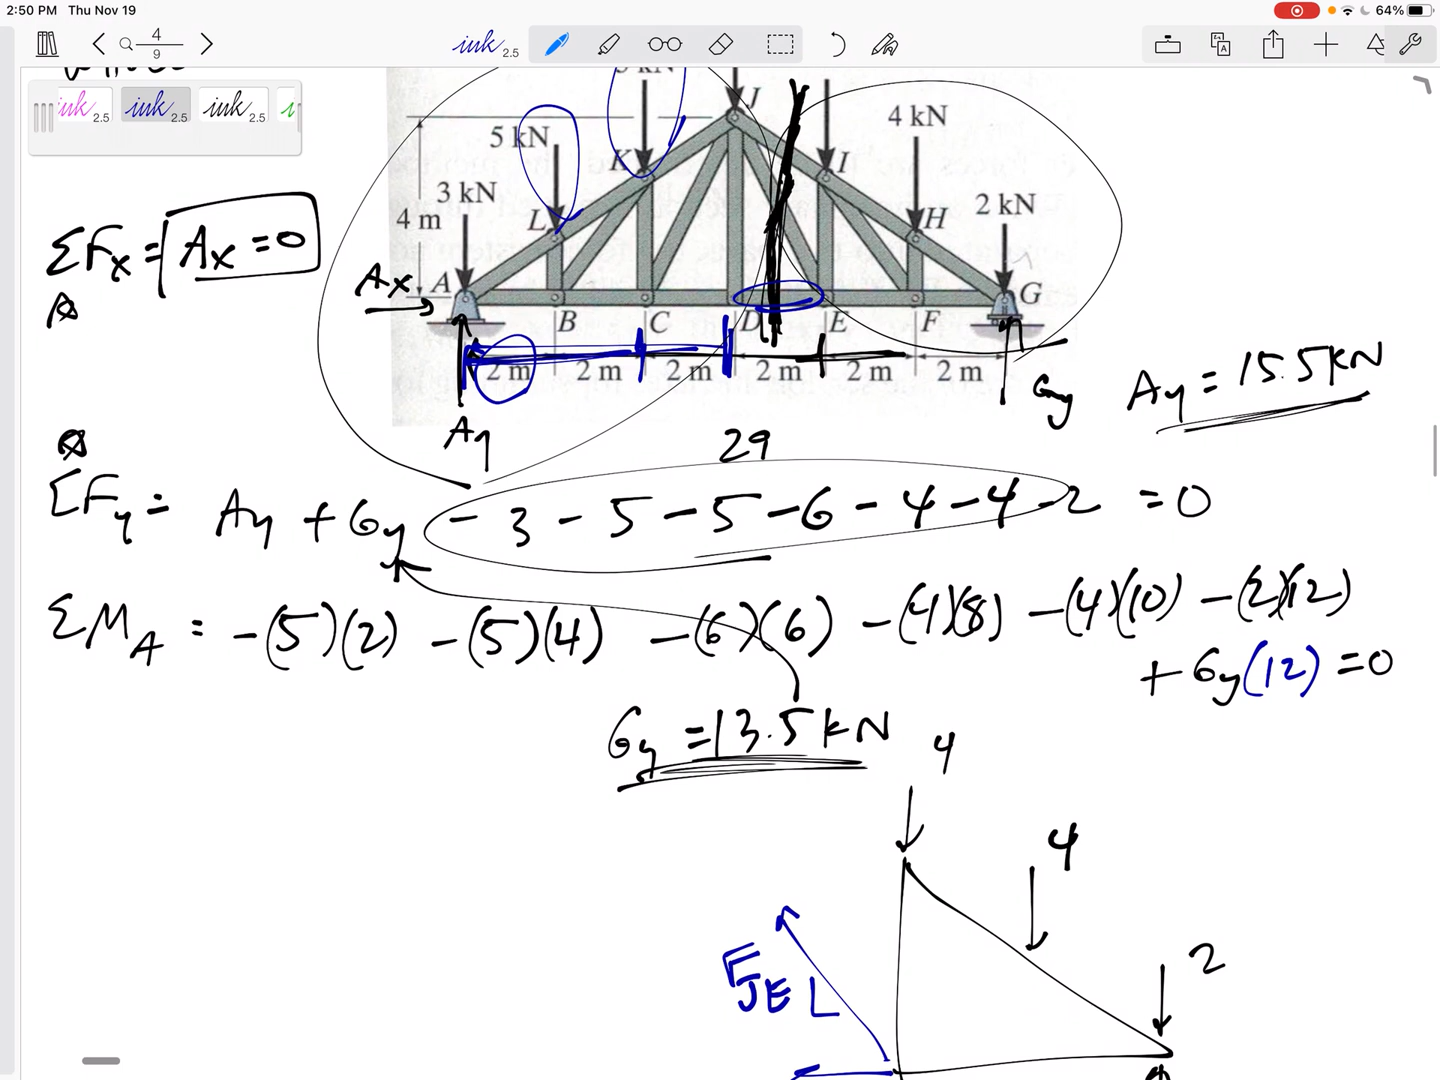 2:50 PM Thu Nov 19
64%
4
9
ink 2.5
ink 2.5
ink 2.5
ink 2.5
J
5 kN
K
I
4 kN
3 kN
L
H
2 kN
4 m
ΣFx = Ax = 0
Ax
A
G
B
C
D
E
F
2 m
2 m
2 m
2 m
2 m
2 m
Gy
Ay = 15.5kN
Ay
29
ΣFy = Ay + Gy - 3 - 5 - 5 - 6 - 4 - 4 - 2 = 0
ΣMA = -(5)(2) -(5)(4) -(6)(6) -(4)(8) -(4)(10) -(2)(12)
+ Gy(12) = 0
Gy = 13.5 kN
4
4
2
FJE